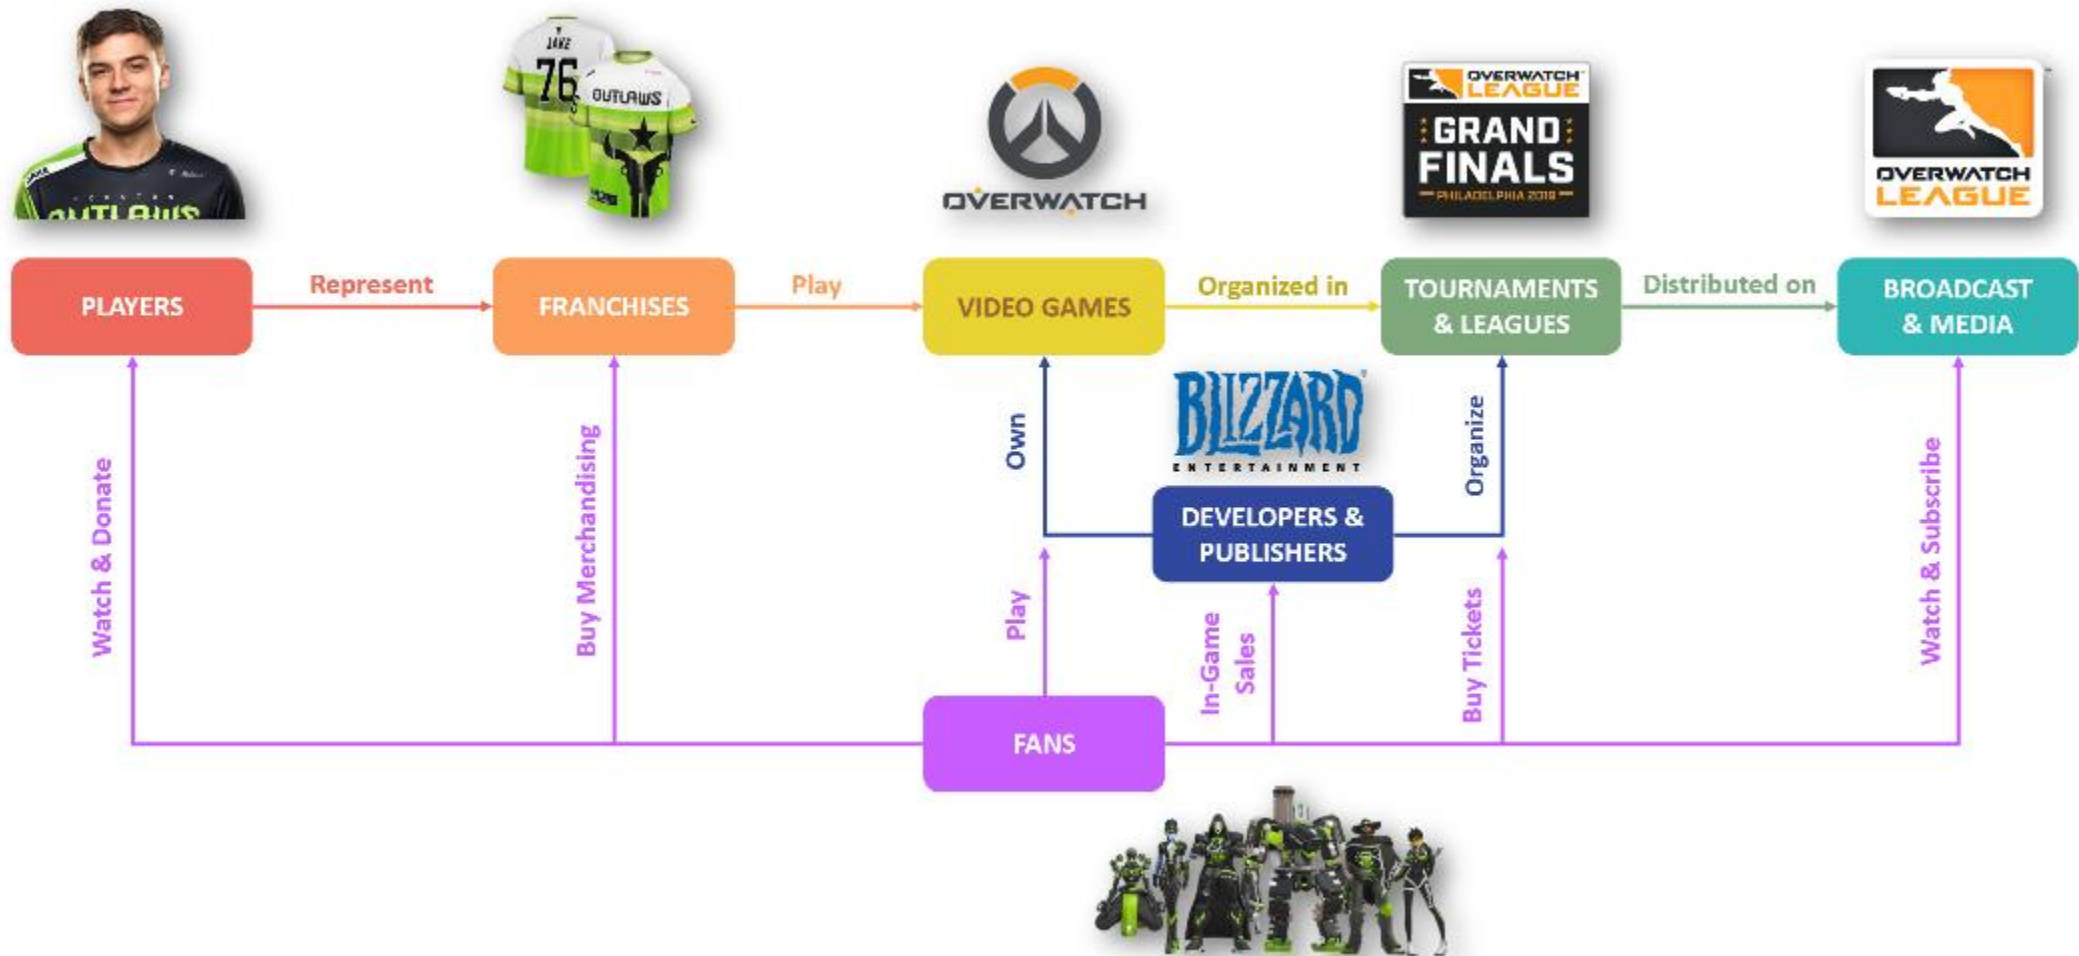 JAKE
76
OUTLAWS
OUTLAWS
OVERWATCH
OVERWATCH
LEAGUE
GRAND
FINALS
PHILADELPHIA 2019
OVERWATCH
LEAGUE
PLAYERS
Represent
FRANCHISES
Play
VIDEO GAMES
Organized in
TOURNAMENTS
& LEAGUES
Distributed on
BROADCAST
& MEDIA
Watch & Donate
Buy Merchandising
Own
BLIZZARD
ENTERTAINMENT
Organize
DEVELOPERS &
PUBLISHERS
Watch & Subscribe
Play
In-Game
Sales
Buy Tickets
FANS